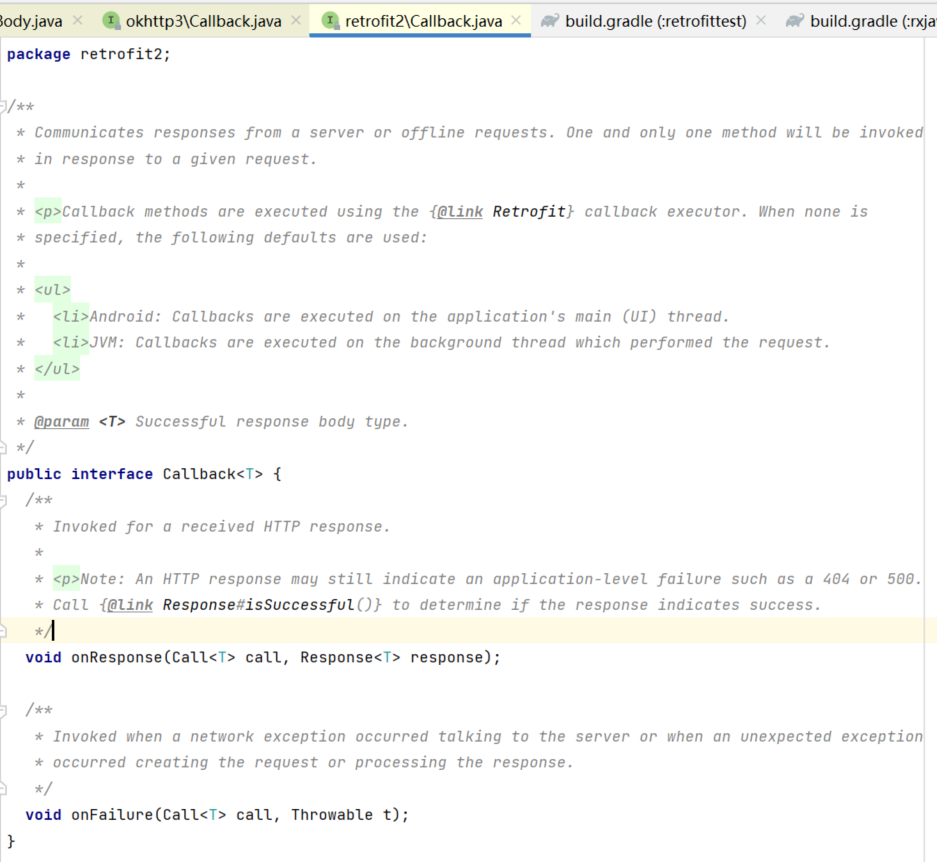 Body.java okhttp3\Callback.java retrofit2\Callback.java build.gradle (:retrofittest) build.gradle (:rxjav
package retrofit2;
/**
* Communicates responses from a server or offline requests. One and only one method will be invoked
* in response to a given request.
*
* <p>Callback methods are executed using the {@link Retrofit} callback executor. When none is
* specified, the following defaults are used:
*
* <ul>
*   <li>Android: Callbacks are executed on the application's main (UI) thread.
*   <li>JVM: Callbacks are executed on the background thread which performed the request.
* </ul>
*
* @param <T> Successful response body type.
*/
public interface Callback<T> {
/**
* Invoked for a received HTTP response.
*
* <p>Note: An HTTP response may still indicate an application-level failure such as a 404 or 500.
* Call {@link Response#isSuccessful()} to determine if the response indicates success.
*/
void onResponse(Call<T> call, Response<T> response);
/**
* Invoked when a network exception occurred talking to the server or when an unexpected exception
* occurred creating the request or processing the response.
*/
void onFailure(Call<T> call, Throwable t);
}